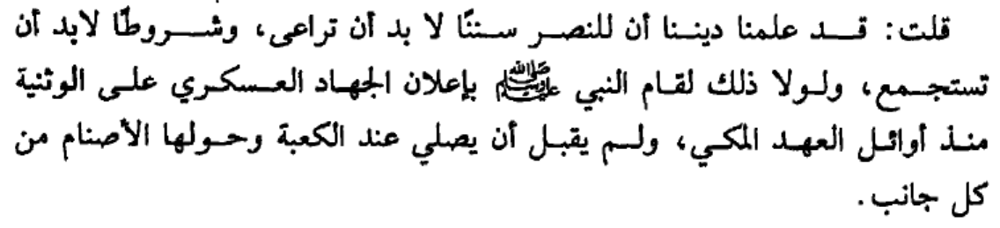 قلت: قد علمنا ديننا أن للنصر سننًا لا بد أن تراعى، وشروطًا لابد أن
تستجمع، ولولا ذلك لقام النبي ﷺ بإعلان الجهاد العسكري على الوثنية
منذ أوائل العهد المكي، ولم يقبل أن يصلي عند الكعبة وحولها الأصنام من
كل جانب.